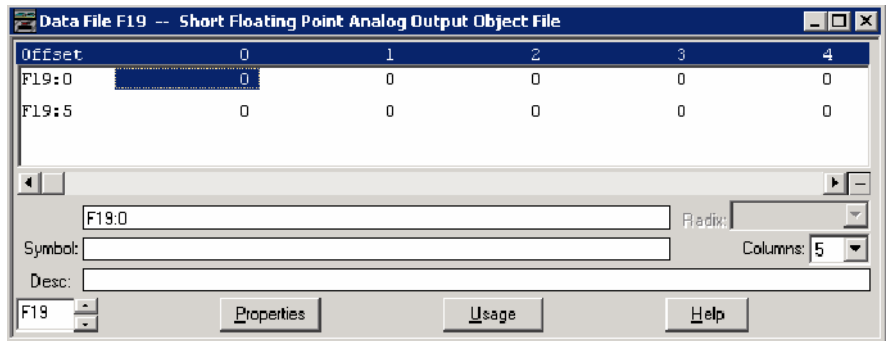 Data File F19 -- Short Floating Point Analog Output Object File
Offset 0 1 2 3 4
F19:0 0 0 0 0 0
F19:5 0 0 0 0 0
F19:0 Radix:
Symbol: Columns: 5
Desc:
F19 Properties Usage Help